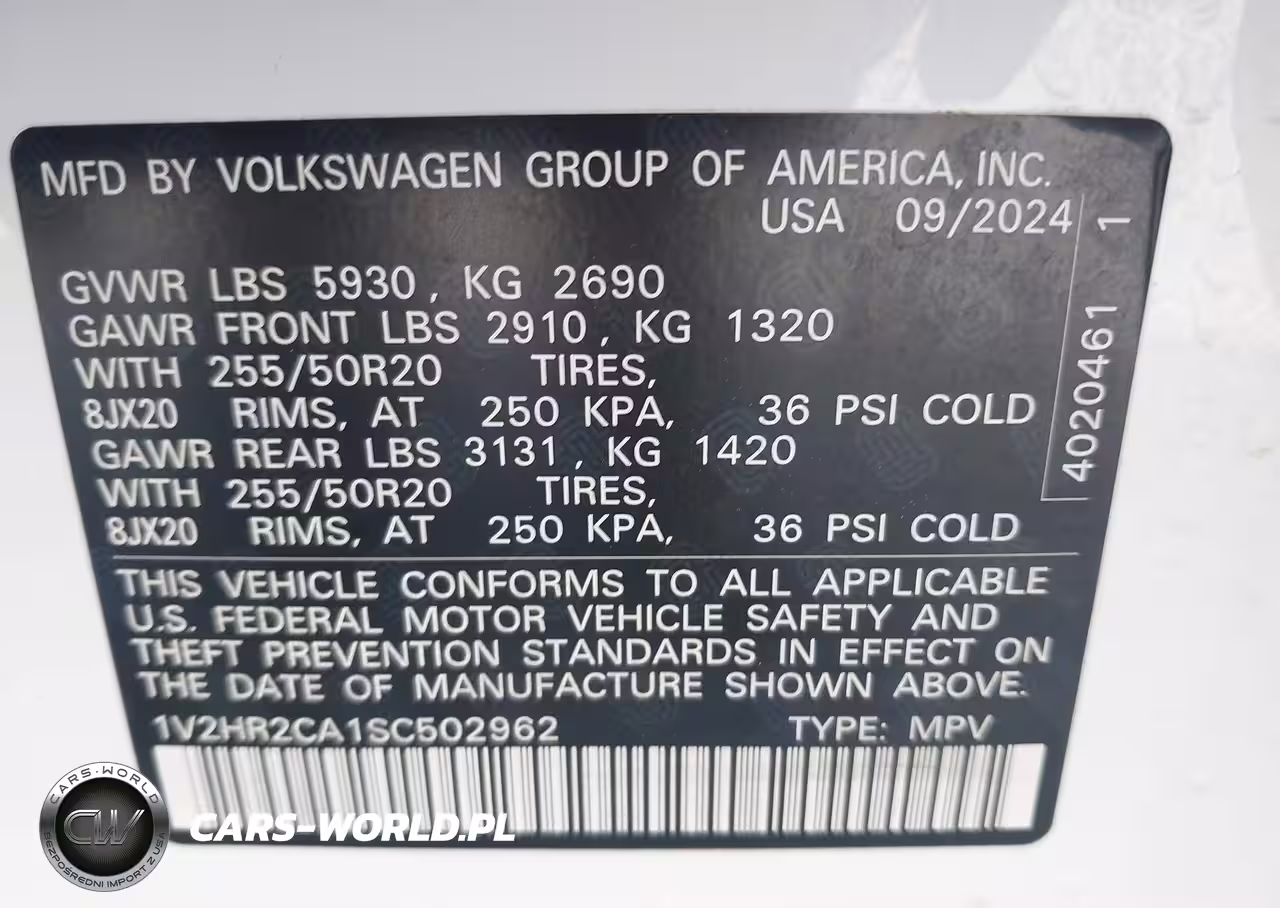 MFD BY VOLKSWAGEN GROUP OF AMERICA, INC.
USA 09/2024
GVWR LBS 5930, KG 2690
GAWR FRONT LBS 2910, KG 1320
WITH 255/50R20 TIRES,
8JX20 RIMS, AT 250 KPA, 36 PSI COLD
GAWR REAR LBS 3131, KG 1420
WITH 255/50R20 TIRES,
8JX20 RIMS, AT 250 KPA, 36 PSI COLD
4020461 1
THIS VEHICLE CONFORMS TO ALL APPLICABLE
U.S. FEDERAL MOTOR VEHICLE SAFETY AND
THEFT PREVENTION STANDARDS IN EFFECT ON
THE DATE OF MANUFACTURE SHOWN ABOVE.
1V2HR2CA1SC502962 TYPE: MPV
CARS-WORLD
CW
BEZPOŚREDNI IMPORT Z USA
CARS-WORLD.PL